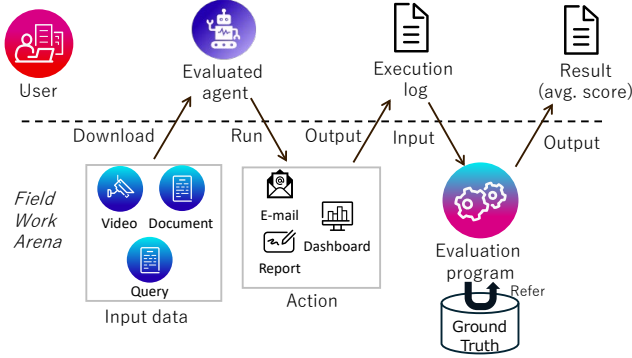 User
Evaluated
agent
Execution
log
Result
(avg. score)
Download
Run
Output
Input
Output
Field
Work
Arena
Video
Document
Query
Input data
E-mail
Report
Dashboard
Action
Evaluation
program
Refer
Ground
Truth